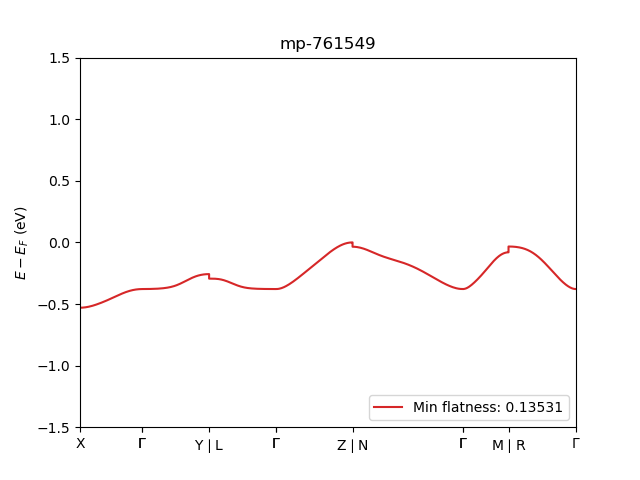 mp-761549
1.5
1.0
0.5
0.0
−0.5
−1.0
−1.5
E − E_F (eV)
Min flatness: 0.13531
X Γ Y | L Γ Z | N Γ M | R Γ